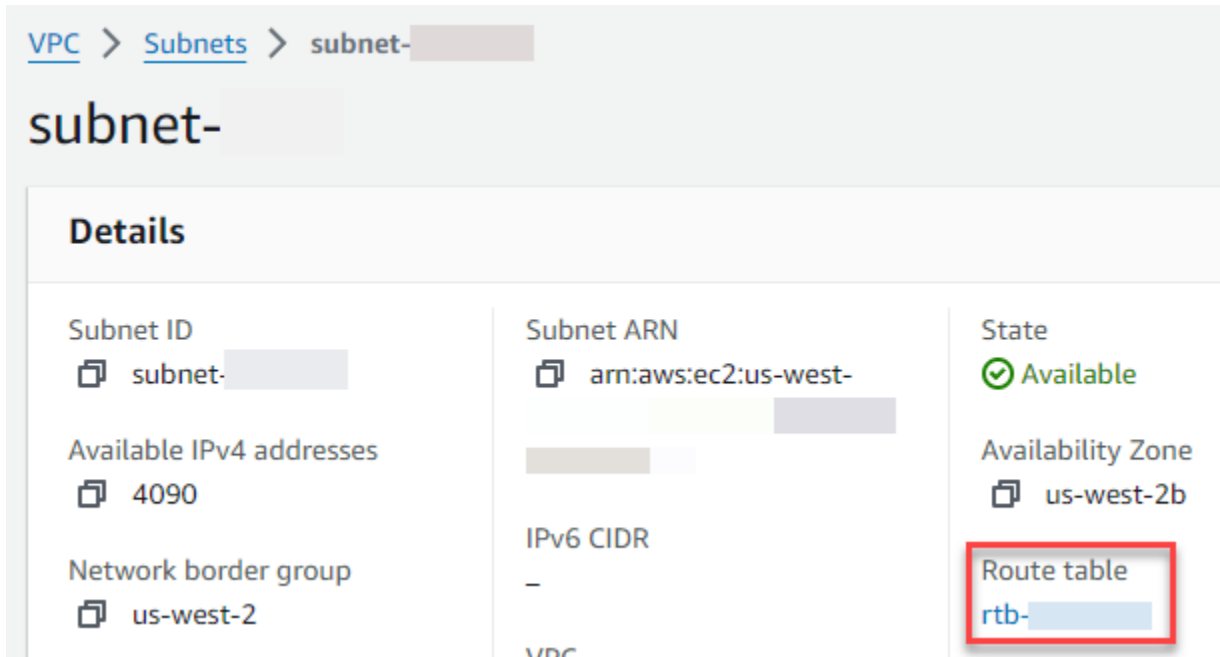 VPC > Subnets > subnet-
subnet-
Details
Subnet ID
subnet-
Available IPv4 addresses
4090
Network border group
us-west-2
Subnet ARN
arn:aws:ec2:us-west-
IPv6 CIDR
–
VPC
State
Available
Availability Zone
us-west-2b
Route table
rtb-